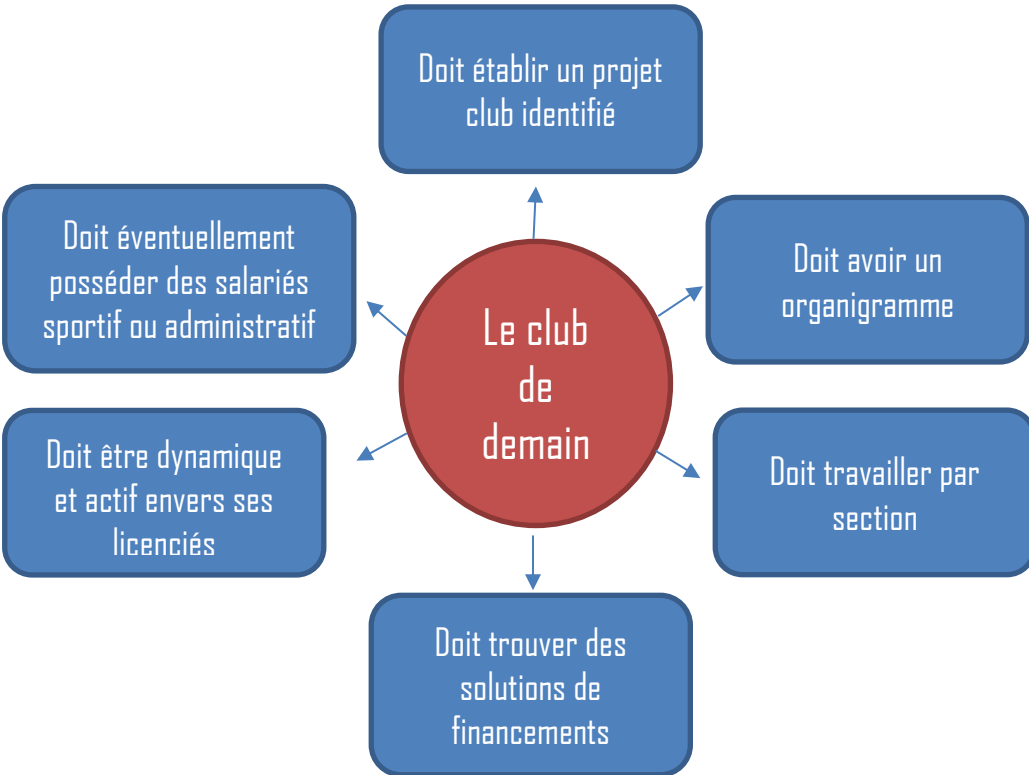 Doit établir un projet
club identifié
Doit éventuellement
posséder des salariés
sportif ou administratif
Doit avoir un
organigramme
Le club
de
demain
Doit être dynamique
et actif envers ses
licenciés
Doit travailler par
section
Doit trouver des
solutions de
financements